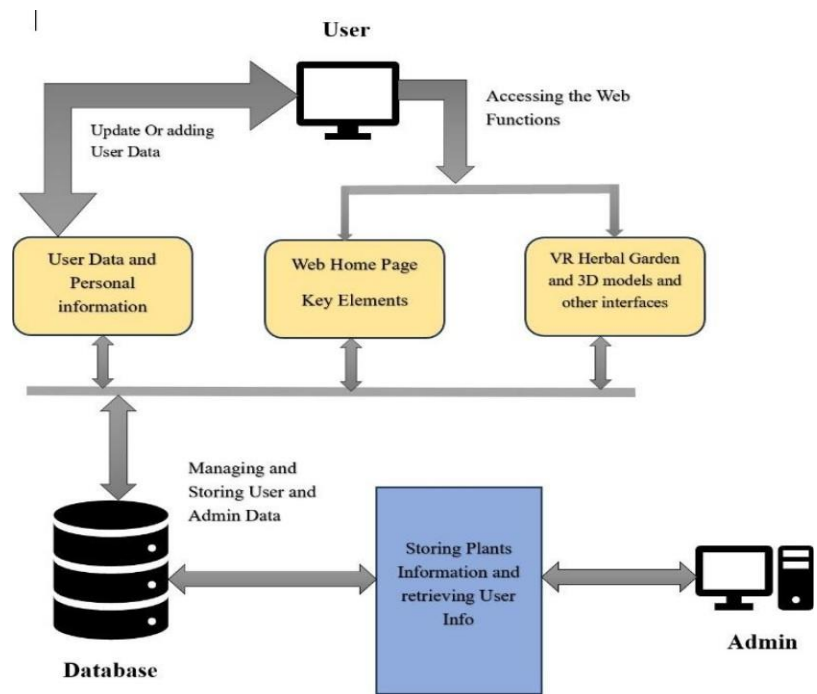 User
Accessing the Web
Functions
Update Or adding
User Data
User Data and
Personal
information
Web Home Page
Key Elements
VR Herbal Garden
and 3D models and
other interfaces
Managing and
Storing User and
Admin Data
Storing Plants
Information and
retrieving User
Info
Database
Admin